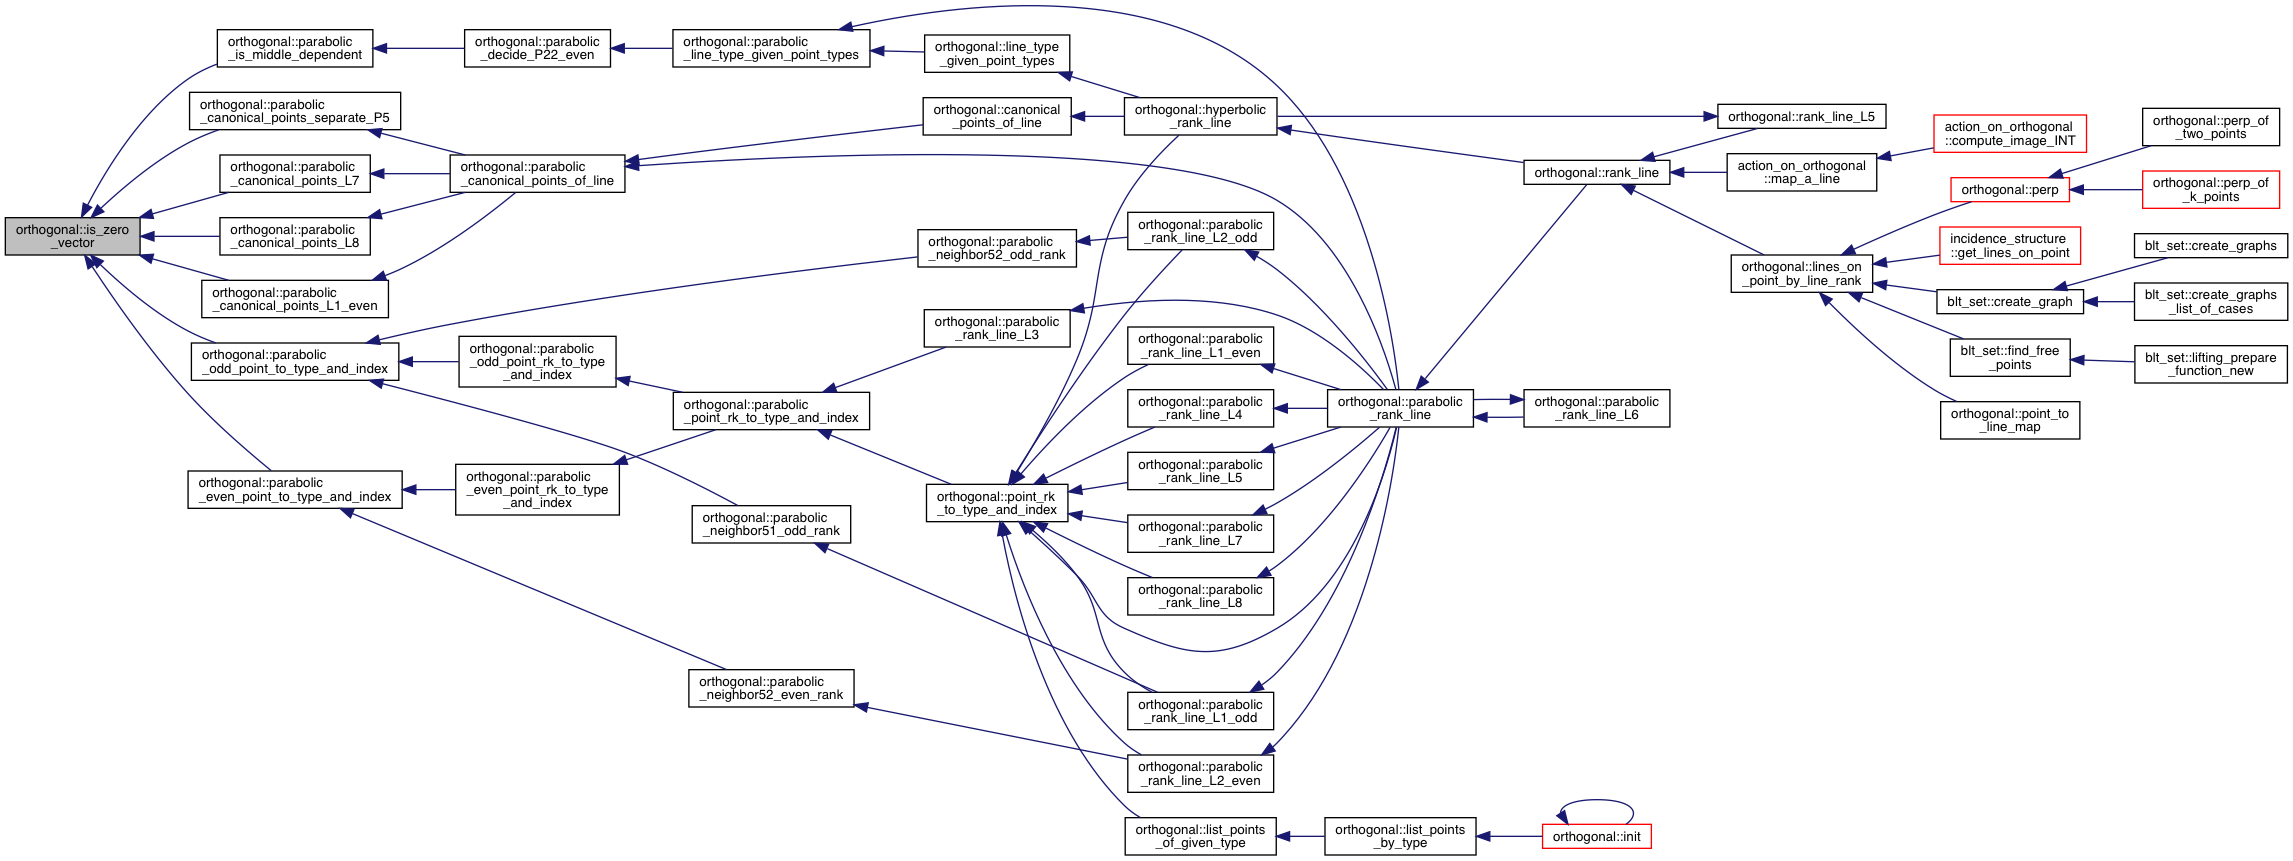 orthogonal::is_zero
_vector
orthogonal::parabolic
_is_middle_dependent
orthogonal::parabolic
_decide_P22_even
orthogonal::parabolic
_line_type_given_point_types
orthogonal::line_type
_given_point_types
orthogonal::hyperbolic
_rank_line
orthogonal::rank_line
orthogonal::rank_line_L5
action_on_orthogonal
::map_a_line
action_on_orthogonal
::compute_image_INT
orthogonal::lines_on
_point_by_line_rank
orthogonal::perp
orthogonal::perp_of
_two_points
orthogonal::perp_of
_k_points
incidence_structure
::get_lines_on_point
blt_set::create_graph
blt_set::create_graphs
blt_set::create_graphs
_list_of_cases
blt_set::find_free
_points
blt_set::lifting_prepare
_function_new
orthogonal::point_to
_line_map
orthogonal::parabolic
_rank_line
orthogonal::parabolic
_rank_line_L6
orthogonal::parabolic
_canonical_points_separate_P5
orthogonal::parabolic
_canonical_points_of_line
orthogonal::canonical
_points_of_line
orthogonal::parabolic
_canonical_points_L7
orthogonal::parabolic
_canonical_points_L8
orthogonal::parabolic
_canonical_points_L1_even
orthogonal::parabolic
_odd_point_to_type_and_index
orthogonal::parabolic
_odd_point_rk_to_type
_and_index
orthogonal::parabolic
_point_rk_to_type_and_index
orthogonal::parabolic
_rank_line_L3
orthogonal::point_rk
_to_type_and_index
orthogonal::parabolic
_neighbor52_odd_rank
orthogonal::parabolic
_rank_line_L2_odd
orthogonal::parabolic
_rank_line_L1_even
orthogonal::parabolic
_rank_line_L4
orthogonal::parabolic
_rank_line_L5
orthogonal::parabolic
_rank_line_L7
orthogonal::parabolic
_rank_line_L8
orthogonal::parabolic
_rank_line_L1_odd
orthogonal::parabolic
_rank_line_L2_even
orthogonal::list_points
_of_given_type
orthogonal::list_points
_by_type
orthogonal::init
orthogonal::parabolic
_neighbor51_odd_rank
orthogonal::parabolic
_even_point_to_type_and_index
orthogonal::parabolic
_even_point_rk_to_type
_and_index
orthogonal::parabolic
_neighbor52_even_rank